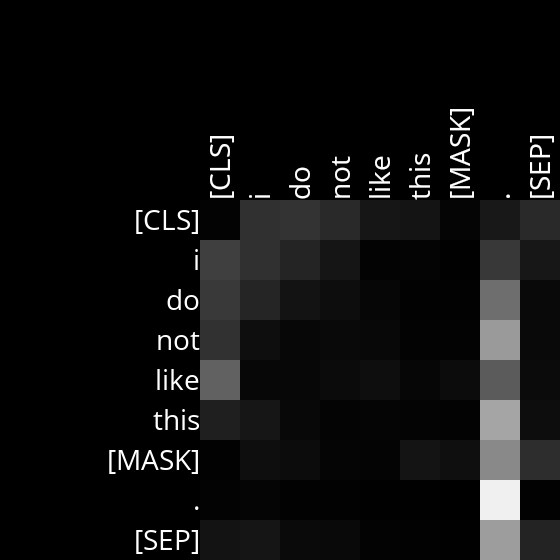 [CLS] i do not like this [MASK] . [SEP]
[CLS]
i
do
not
like
this
[MASK]
.
[SEP]